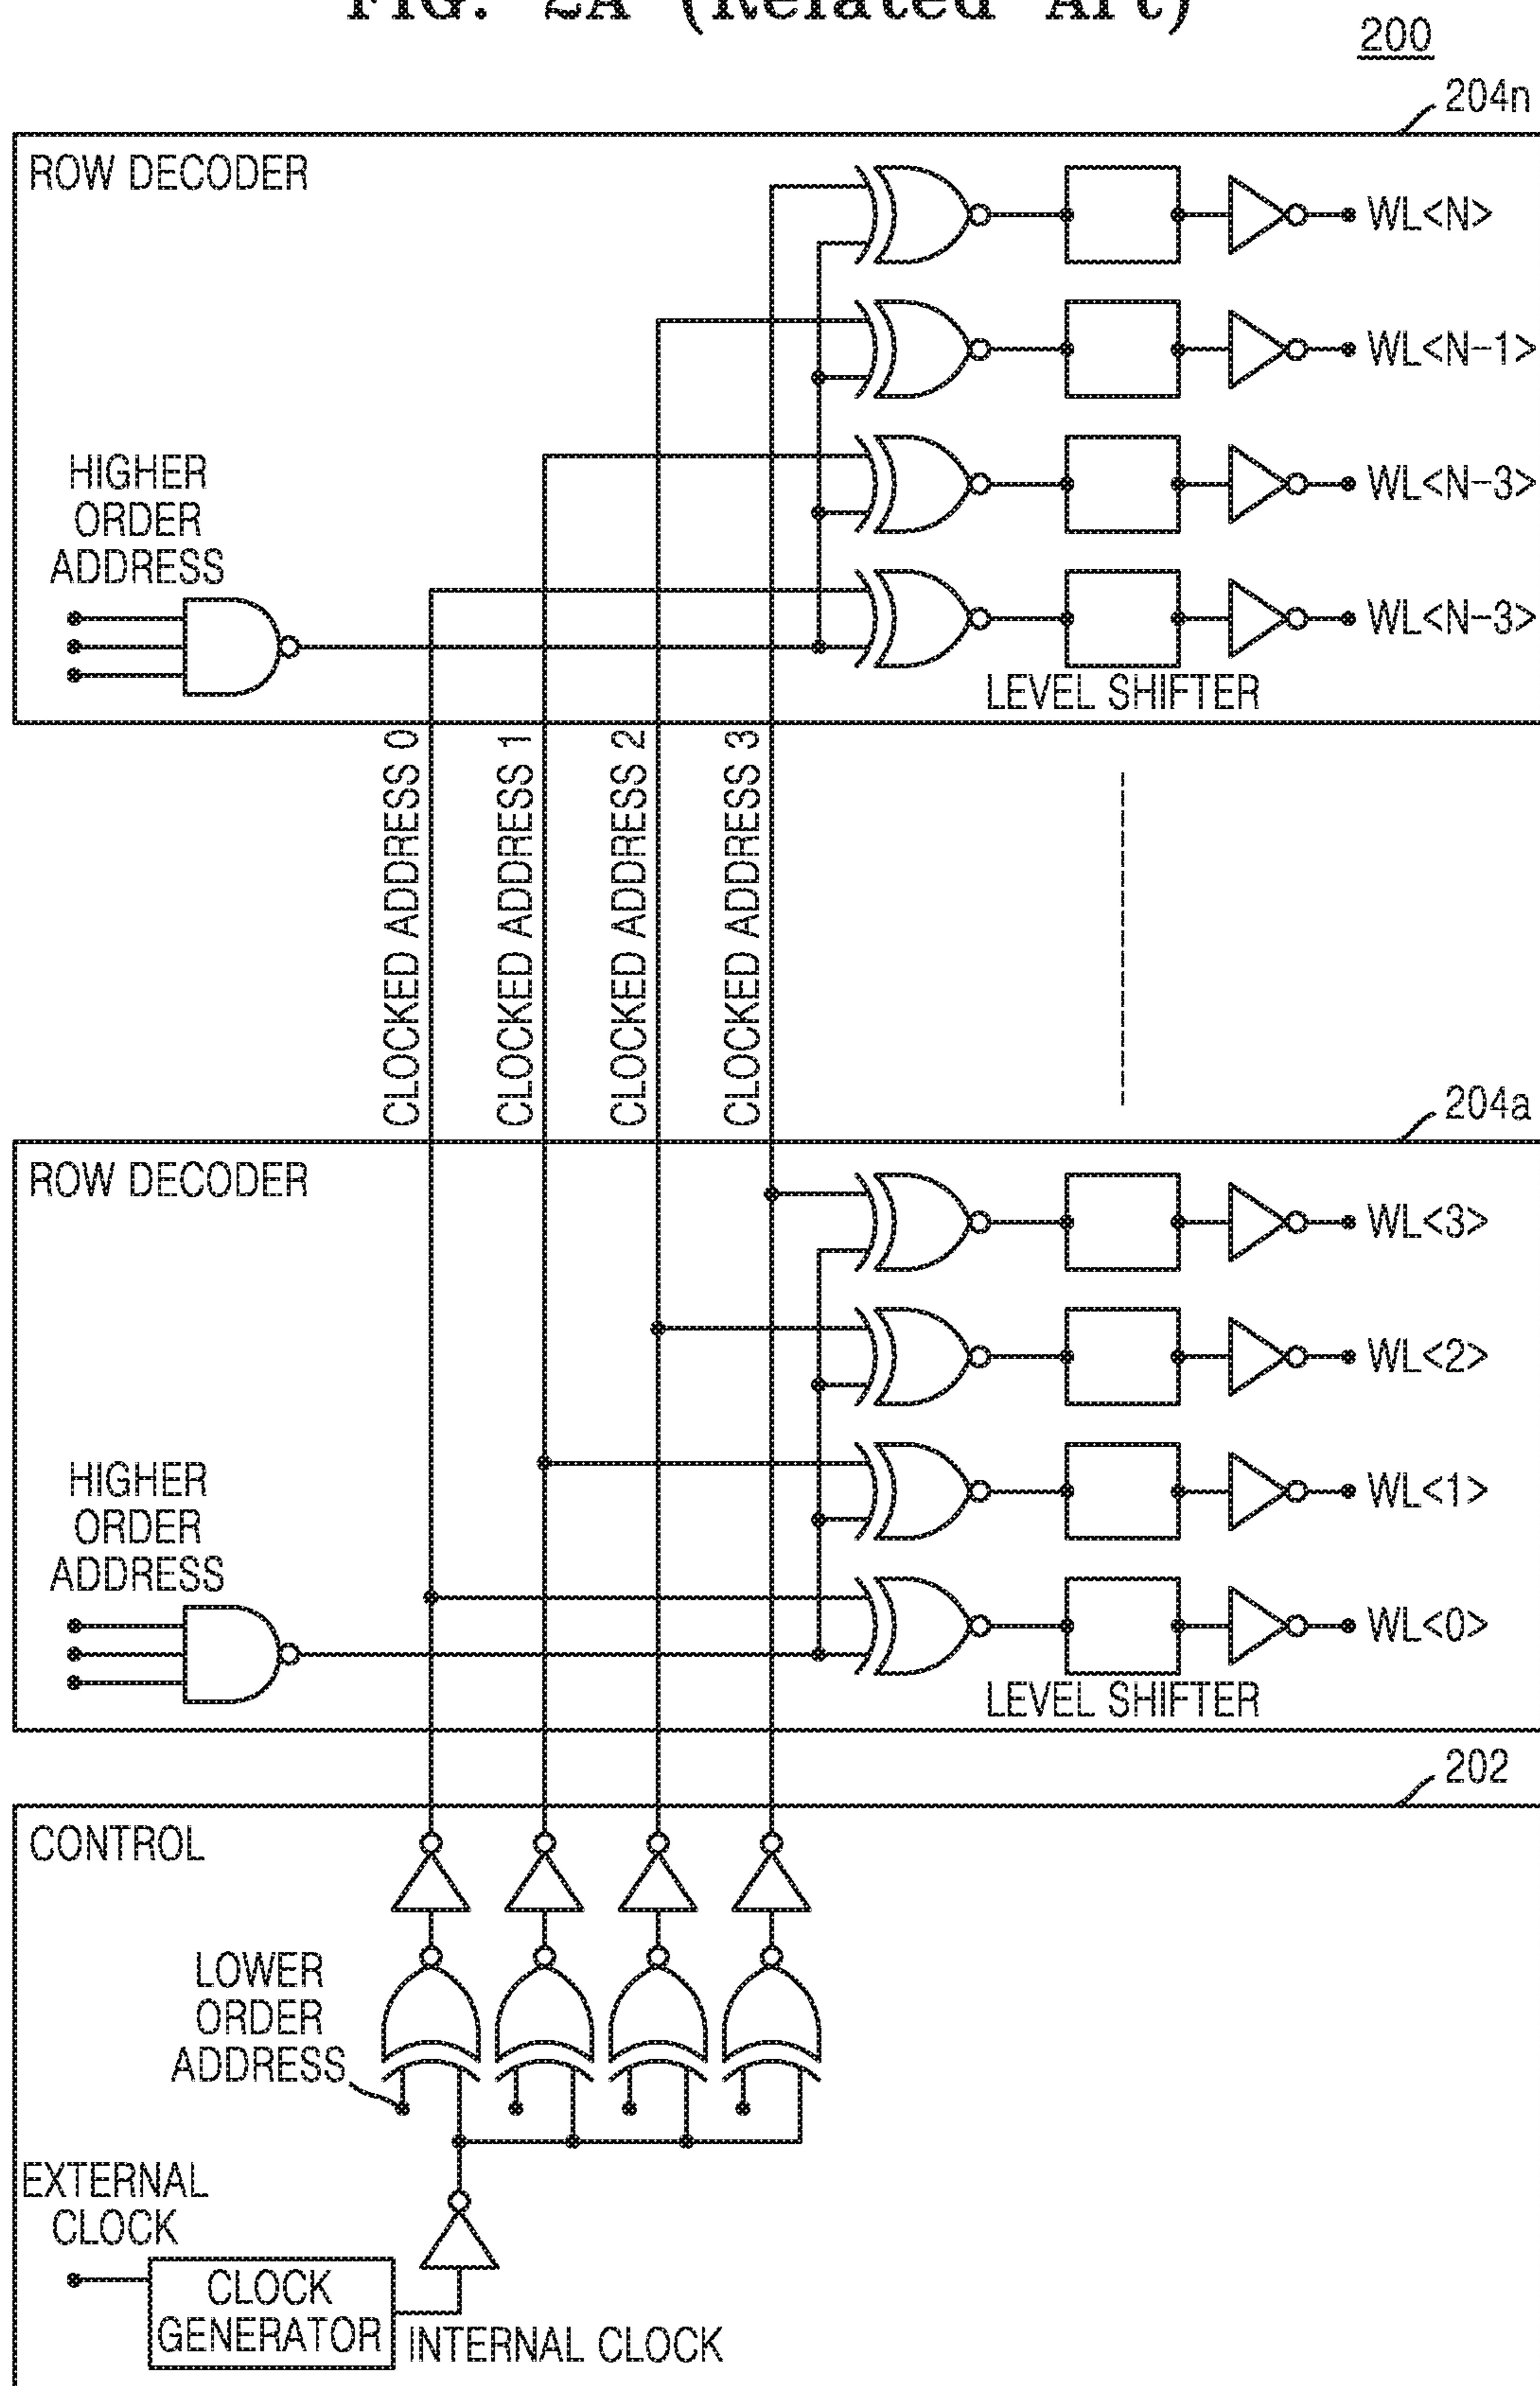 FIG. 2A (Related Art)
200
204n
ROW DECODER
WL<N>
WL<N-1>
WL<N-3>
WL<N-3>
HIGHER
ORDER
ADDRESS
LEVEL SHIFTER
CLOCKED ADDRESS 0
CLOCKED ADDRESS 1
CLOCKED ADDRESS 2
CLOCKED ADDRESS 3
204a
ROW DECODER
WL<3>
WL<2>
WL<1>
WL<0>
HIGHER
ORDER
ADDRESS
LEVEL SHIFTER
202
CONTROL
LOWER
ORDER
ADDRESS
EXTERNAL
CLOCK
CLOCK
GENERATOR
INTERNAL CLOCK